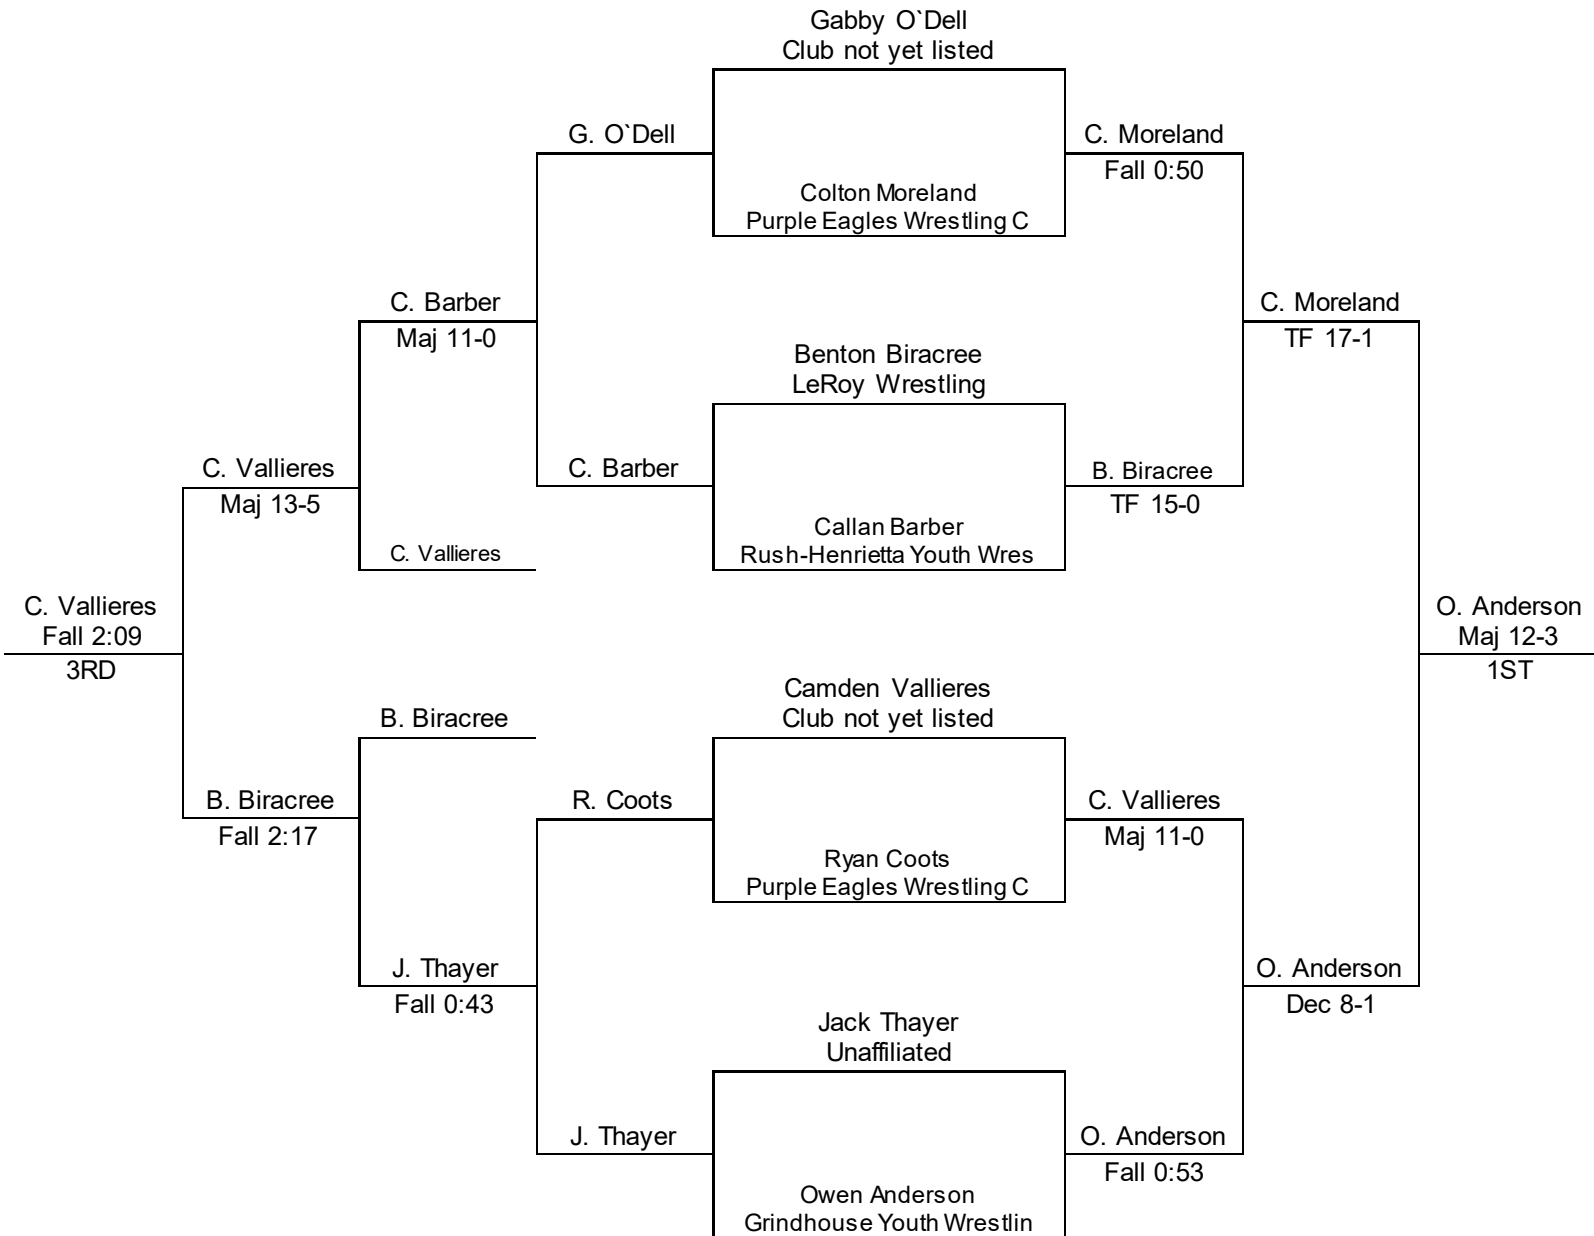 Gabby O`Dell
Club not yet listed
G. O`Dell
C. Moreland
Fall 0:50
Colton Moreland
Purple Eagles Wrestling C
C. Barber
Maj 11-0
C. Moreland
TF 17-1
Benton Biracree
LeRoy Wrestling
C. Vallieres
Maj 13-5
C. Barber
B. Biracree
TF 15-0
Callan Barber
Rush-Henrietta Youth Wres
C. Vallieres
C. Vallieres
Fall 2:09
3RD
O. Anderson
Maj 12-3
1ST
Camden Vallieres
Club not yet listed
B. Biracree
B. Biracree
Fall 2:17
R. Coots
C. Vallieres
Maj 11-0
Ryan Coots
Purple Eagles Wrestling C
J. Thayer
Fall 0:43
O. Anderson
Dec 8-1
Jack Thayer
Unaffiliated
J. Thayer
O. Anderson
Fall 0:53
Owen Anderson
Grindhouse Youth Wrestlin